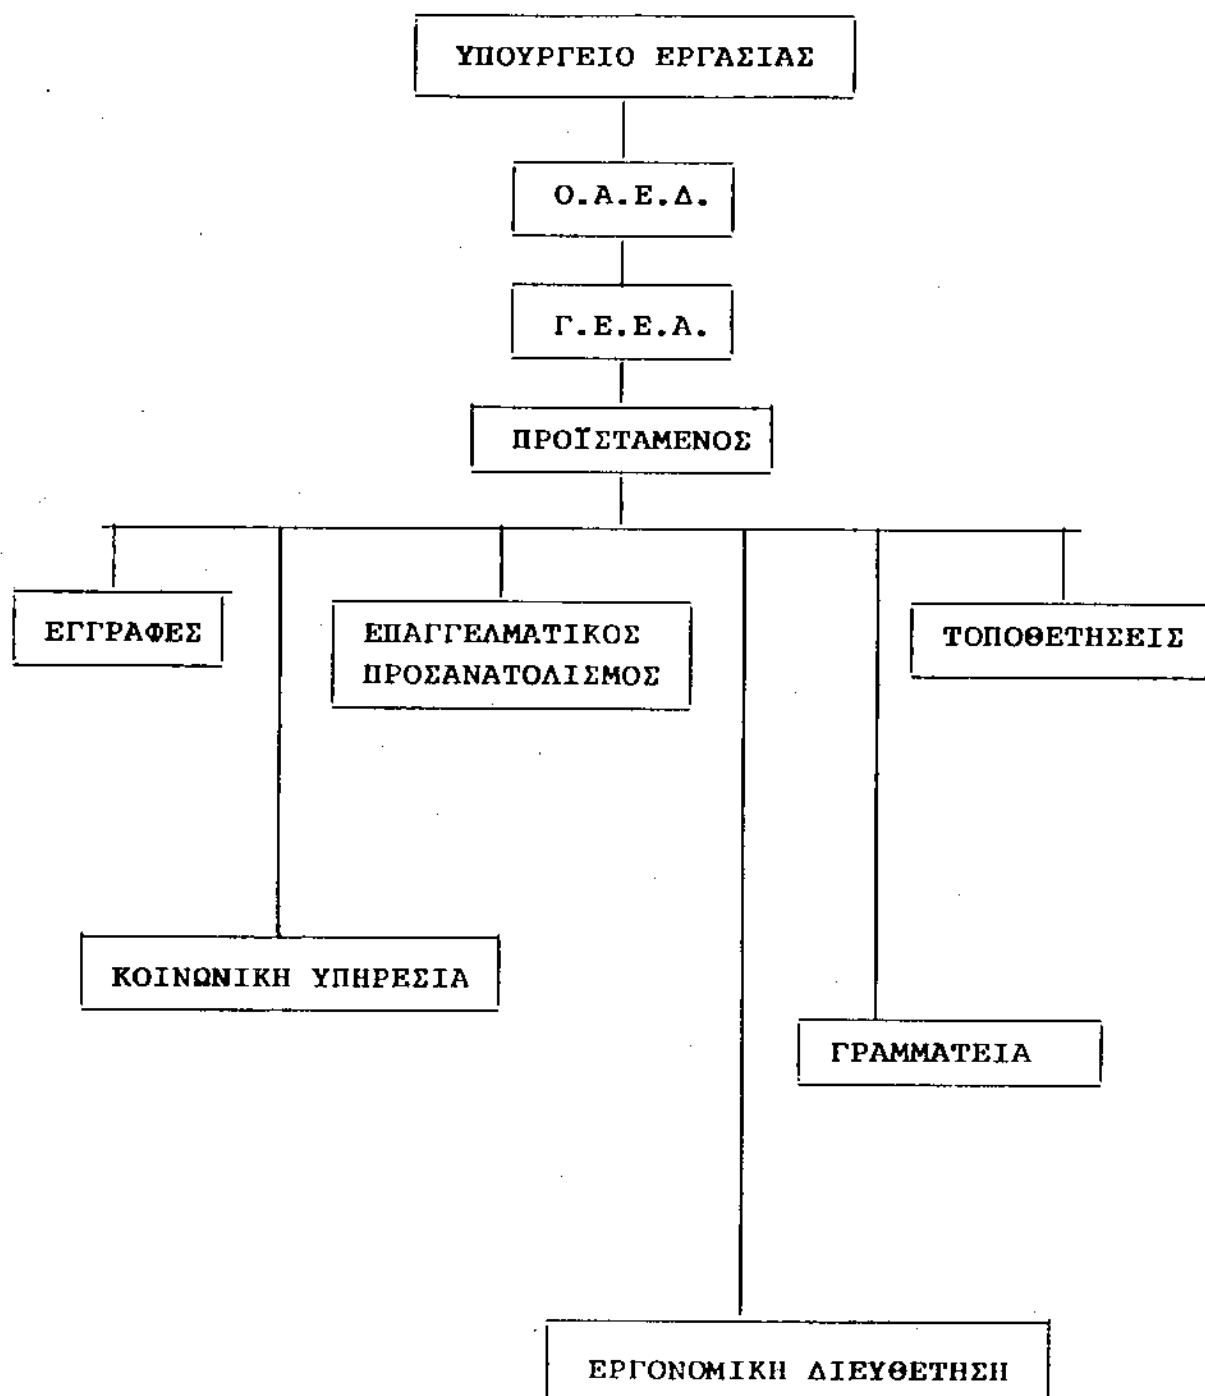 ΥΠΟΥΡΓΕΙΟ ΕΡΓΑΣΙΑΣ
Ο.Α.Ε.Δ.
Γ.Ε.Ε.Α.
ΠΡΟΪΣΤΑΜΕΝΟΣ
ΕΓΓΡΑΦΕΣ
ΕΠΑΓΓΕΛΜΑΤΙΚΟΣ
ΠΡΟΣΑΝΑΤΟΛΙΣΜΟΣ
ΤΟΠΟΘΕΤΗΣΕΙΣ
ΚΟΙΝΩΝΙΚΗ ΥΠΗΡΕΣΙΑ
ΓΡΑΜΜΑΤΕΙΑ
ΕΡΓΟΝΟΜΙΚΗ ΔΙΕΥΘΕΤΗΣΗ